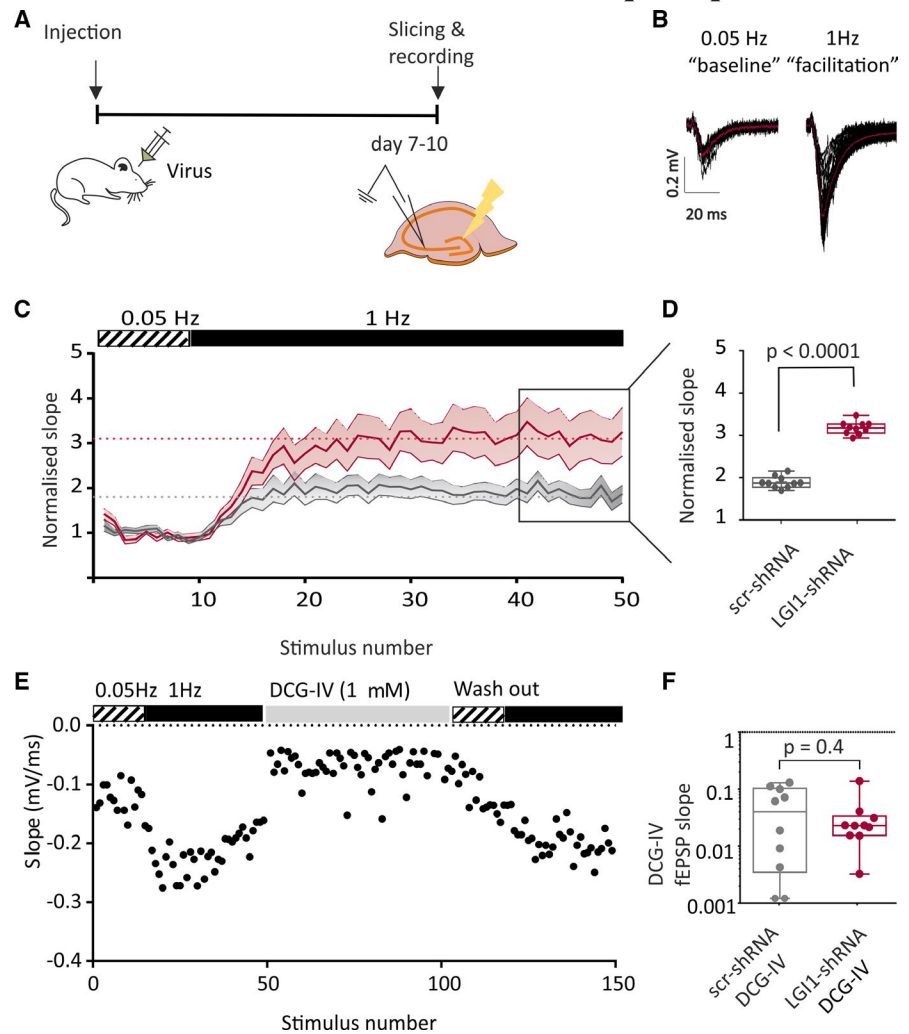 A
Injection
Slicing &
recording
Virus
day 7-10
B
0.05 Hz
"baseline"
1Hz
"facilitation"
0.2 mV
20 ms
C
0.05 Hz
1 Hz
Normalised slope
5
4
3
2
1
10
20
30
40
50
Stimulus number
D
p < 0.0001
Normalised slope
5
4
3
2
1
scr-shRNA
LGI1-shRNA
E
0.05Hz 1Hz
DCG-IV (1 mM)
Wash out
Slope (mV/ms)
0.0
-0.1
-0.2
-0.3
-0.4
0
50
100
150
Stimulus number
F
p = 0.4
DCG-IV
fEPSP slope
1
0.1
0.01
0.001
scr-shRNA
DCG-IV
LGI1-shRNA
DCG-IV